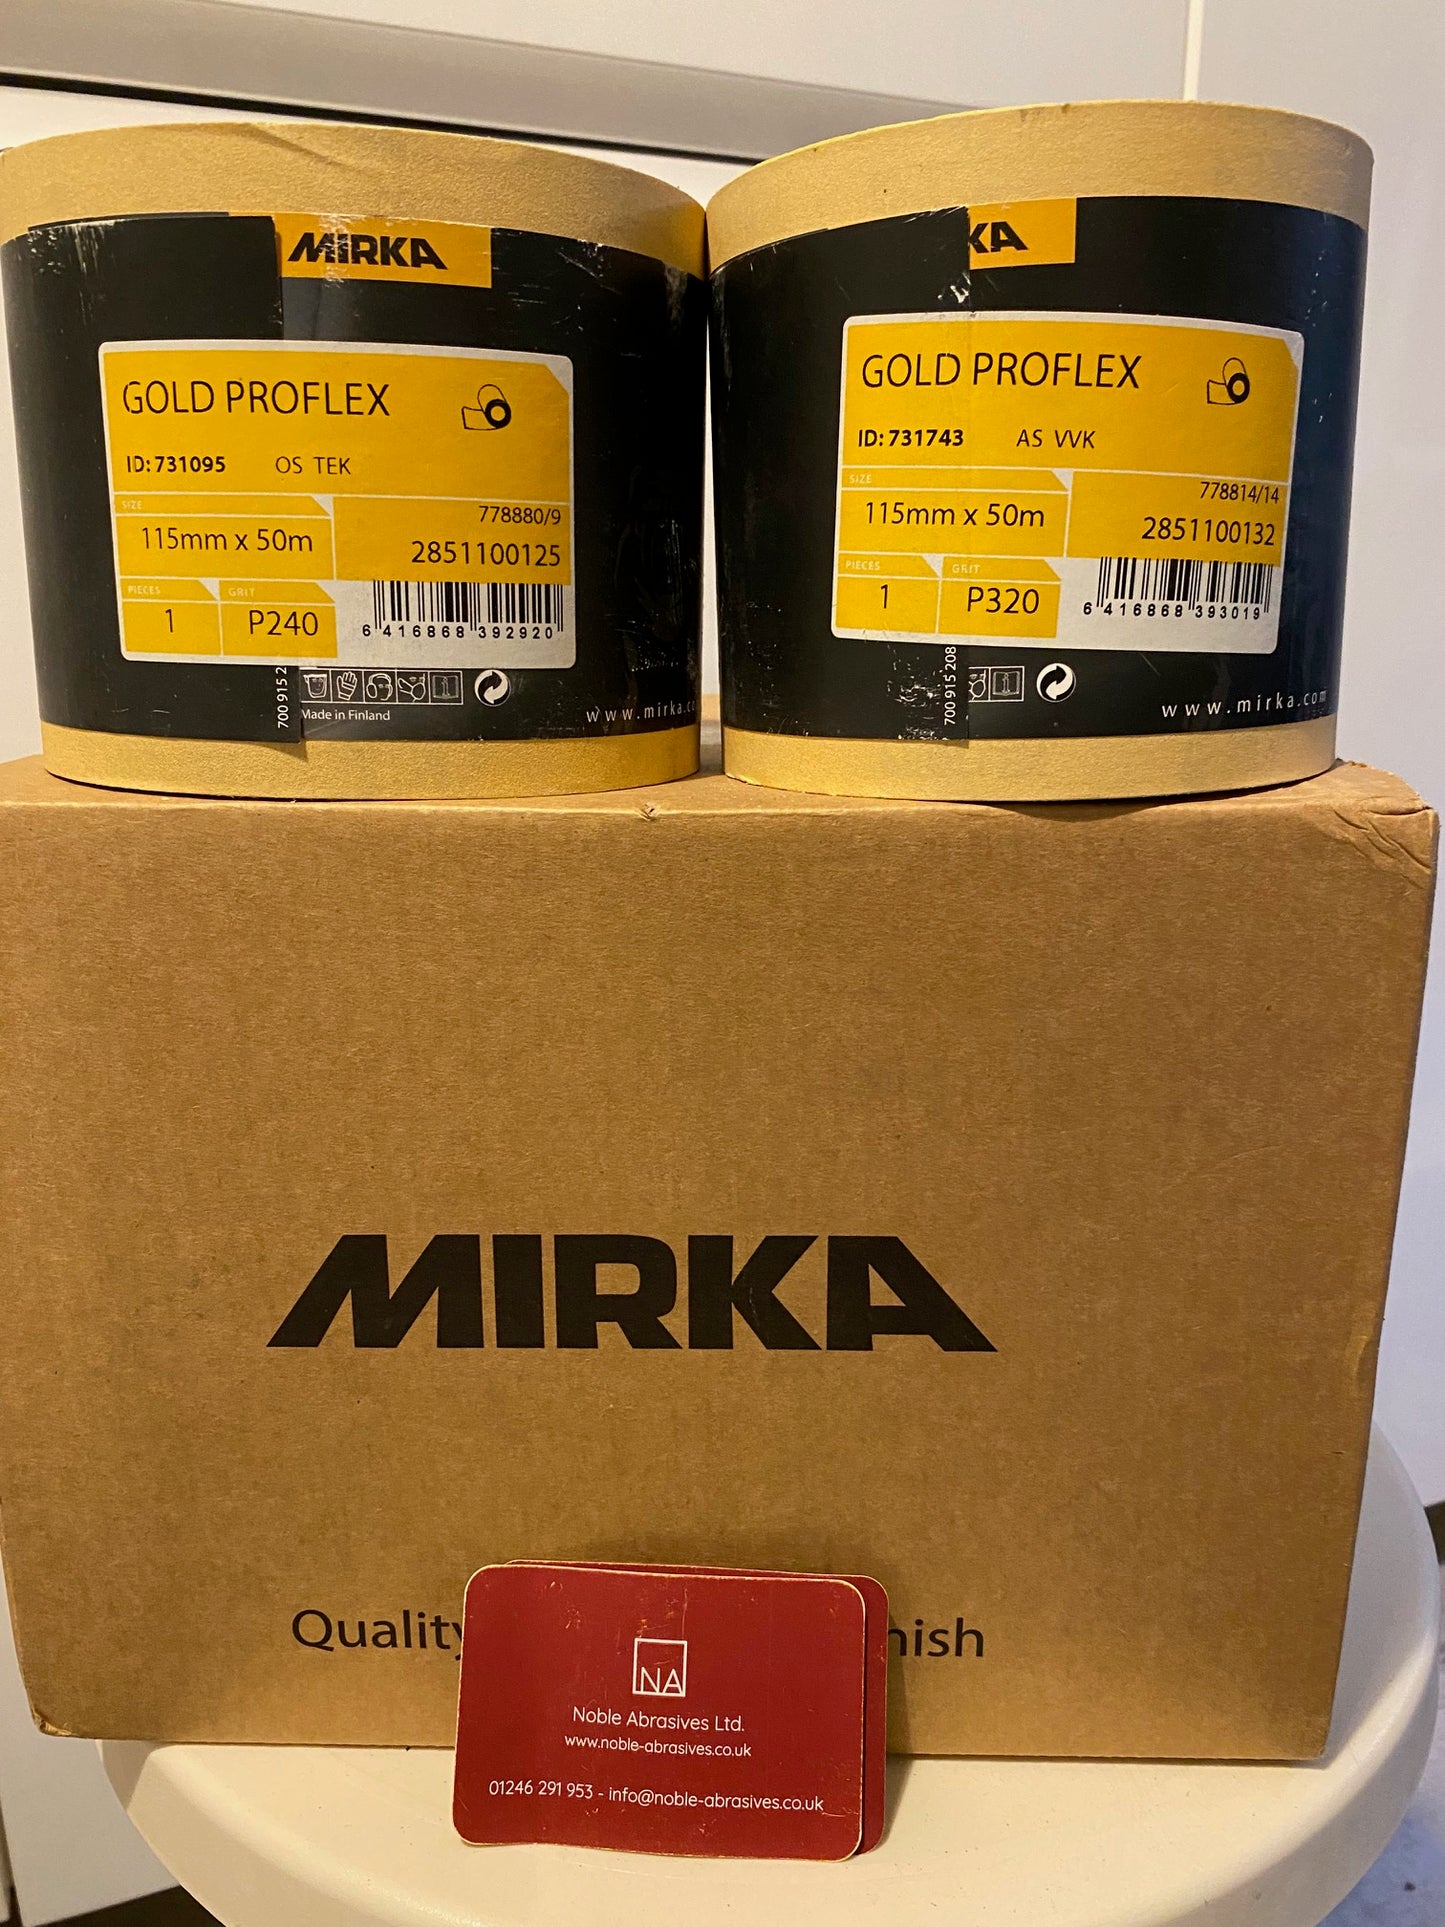 MIRKA
GOLD PROFLEX
ID: 731095 OS TEK
SIZE
115mm x 50m
778880/9
2851100125
PIECES
1
GRIT
P240
6 416868 392920
700 915 2
Made in Finland
www.mirka.co
KA
GOLD PROFLEX
ID: 731743 AS VVK
SIZE
115mm x 50m
778814/14
2851100132
PIECES
1
GRIT
P320
6 416868 393019
700 915 208
www.mirka.com
MIRKA
Quality
nish
NA
Noble Abrasives Ltd.
www.noble-abrasives.co.uk
01246 291 953 - info@noble-abrasives.co.uk